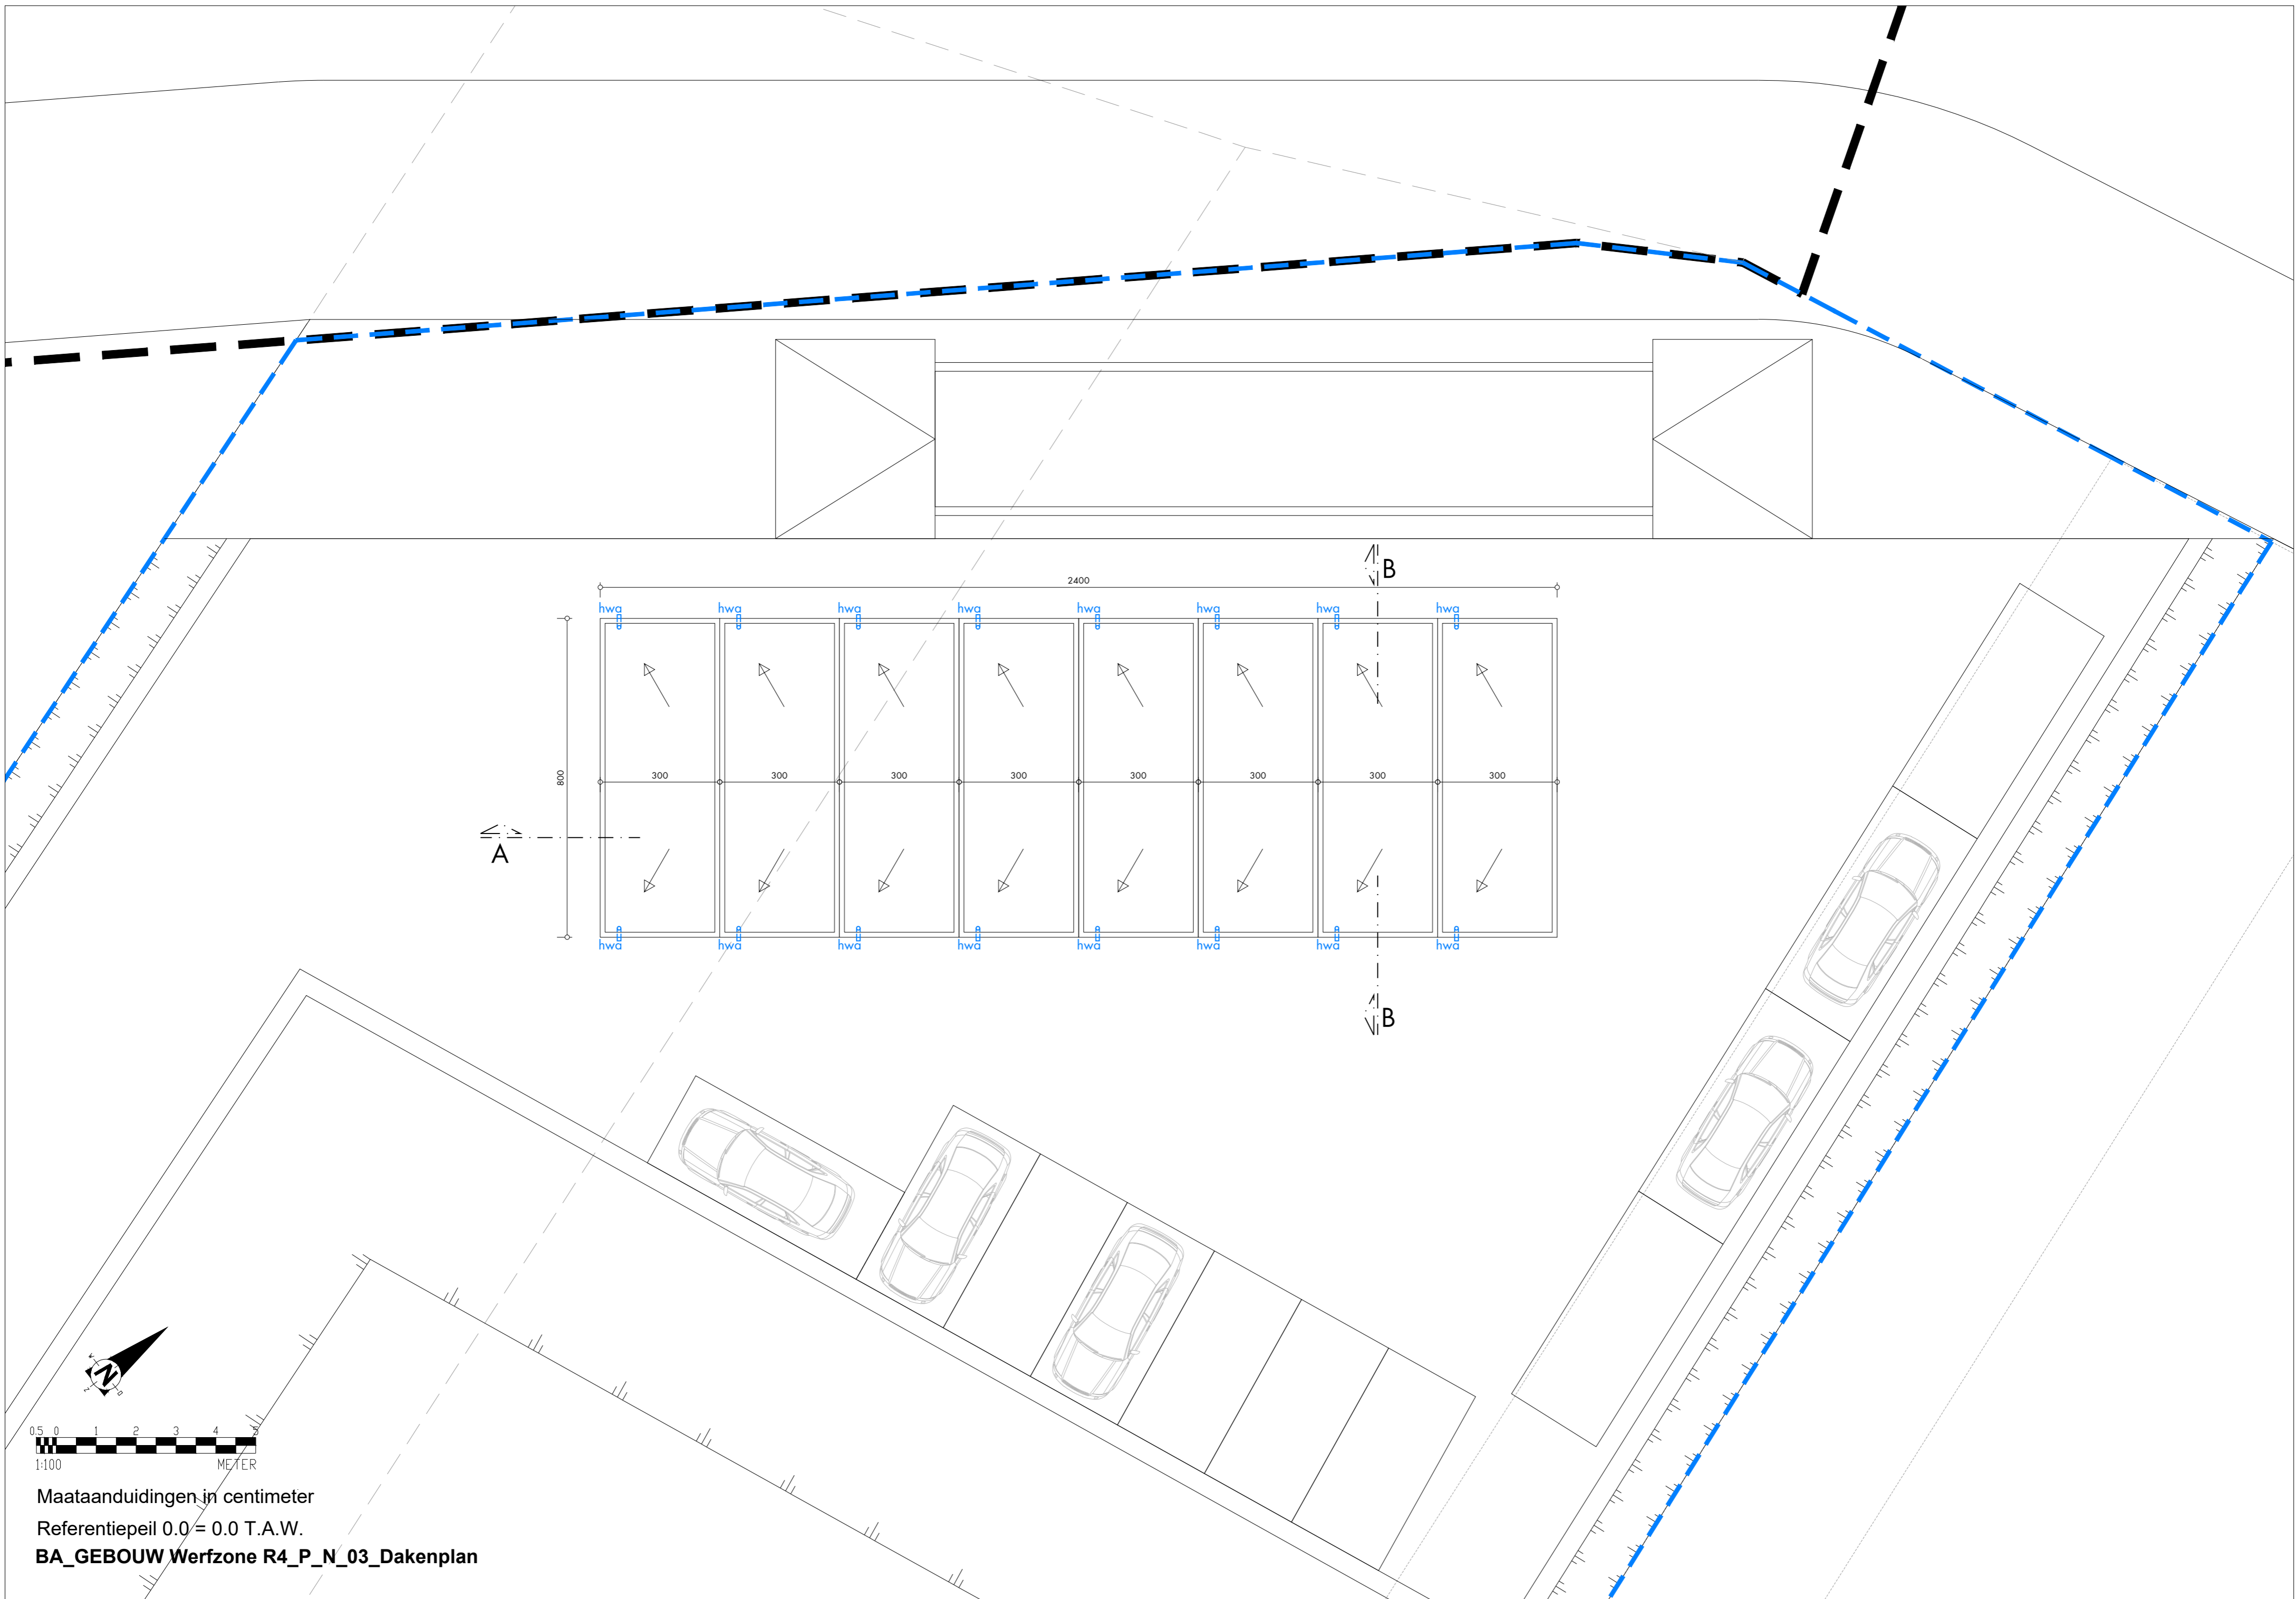 B
2400
hwa hwa hwa hwa hwa hwa hwa hwa
800
300 300 300 300 300 300 300 300
A
hwa hwa hwa hwa hwa hwa hwa hwa
B
N
0.5 0 1 2 3 4 5
1:100 METER
Maataanduidingen in centimeter
Referentiepeil 0.0 = 0.0 T.A.W.
BA_GEBOUW Werfzone R4_P_N_03_Dakenplan